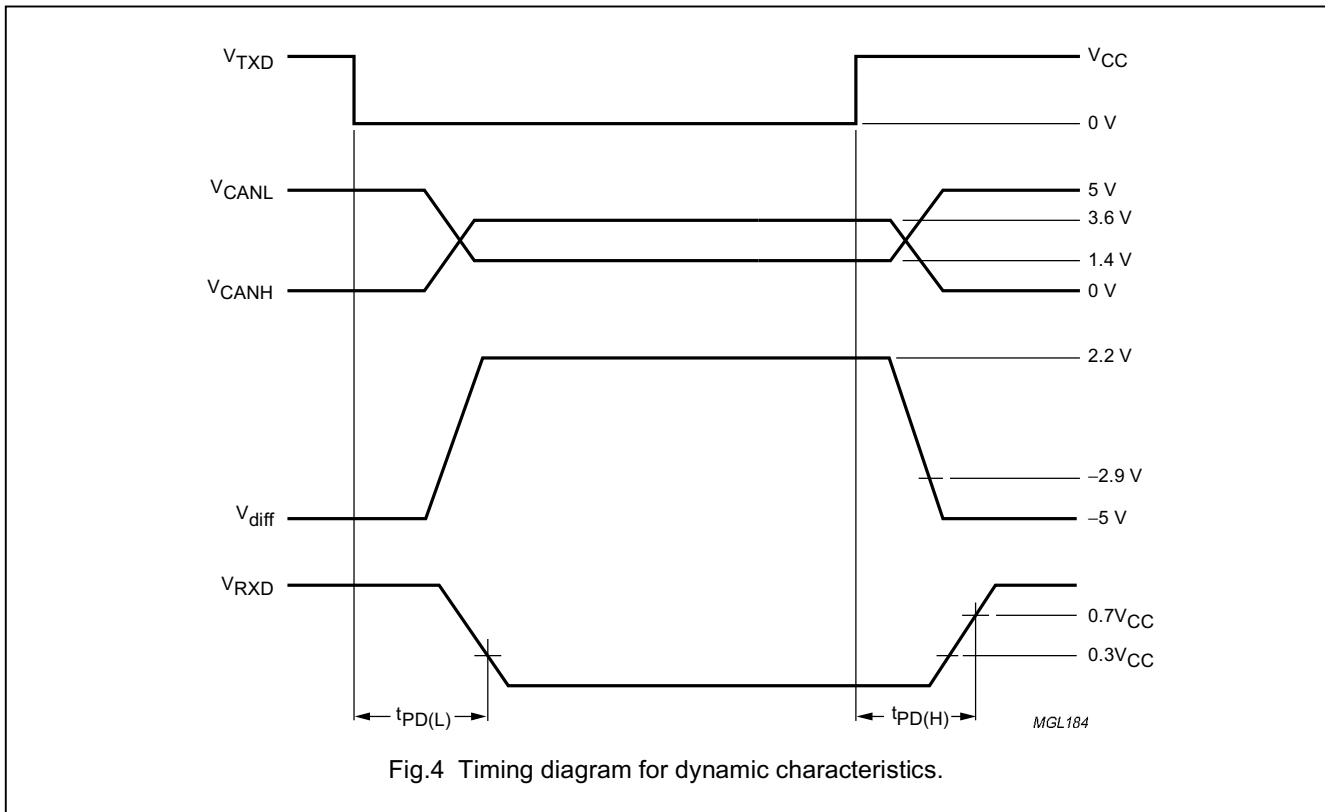 VTXD
VCC
0 V
VCANL
5 V
3.6 V
1.4 V
VCANH
0 V
2.2 V
−2.9 V
Vdiff
−5 V
VRXD
0.7VCC
0.3VCC
tPD(L)
tPD(H)
MGL184
Fig.4 Timing diagram for dynamic characteristics.